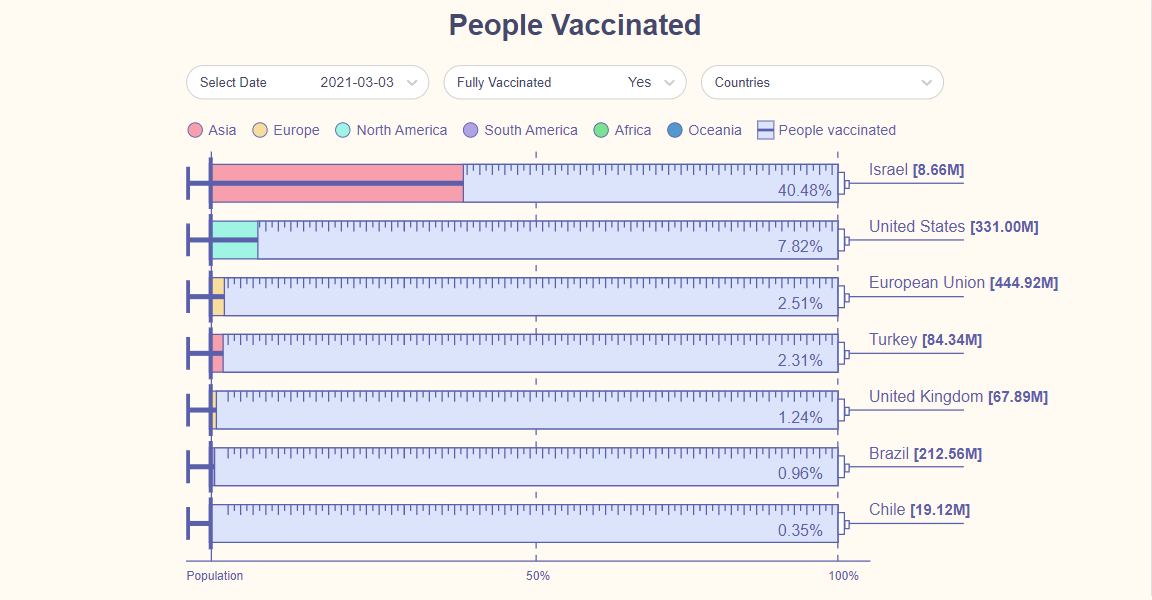 People Vaccinated
Select Date 2021-03-03 Fully Vaccinated Yes Countries
Asia Europe North America South America Africa Oceania People vaccinated
40.48% Israel [8.66M]
7.82% United States [331.00M]
2.51% European Union [444.92M]
2.31% Turkey [84.34M]
1.24% United Kingdom [67.89M]
0.96% Brazil [212.56M]
0.35% Chile [19.12M]
Population 50% 100%